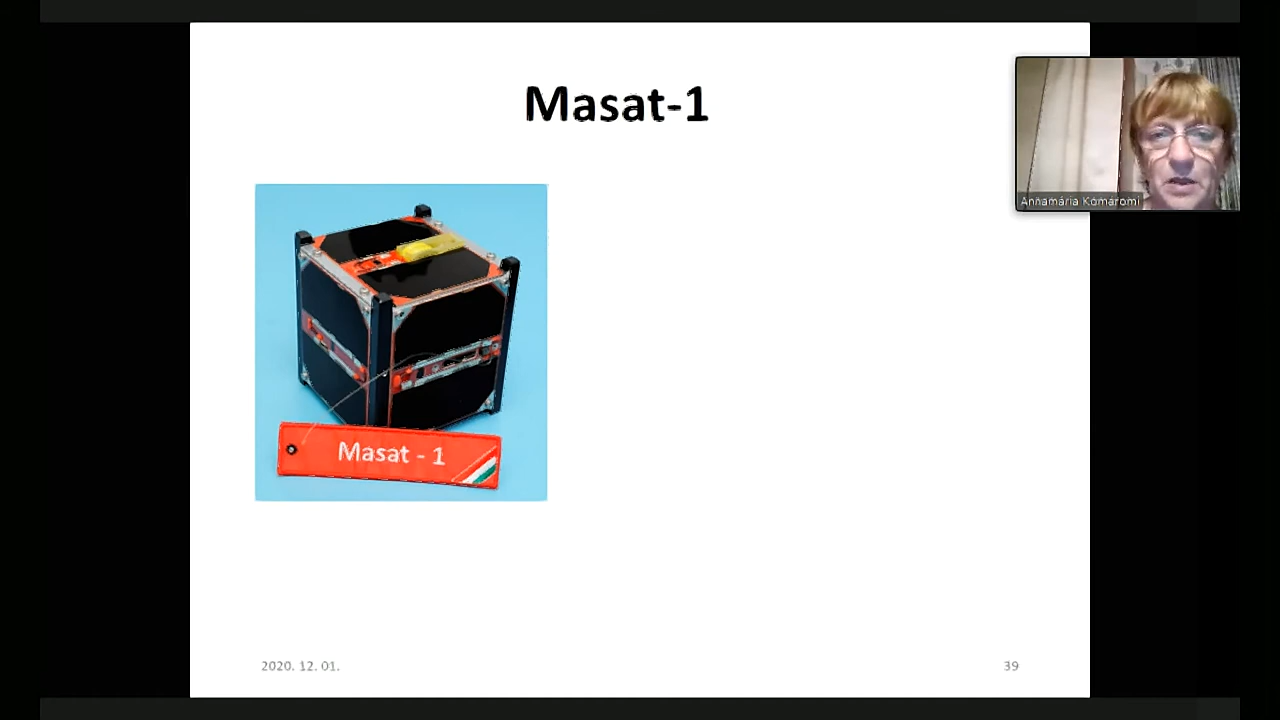 Masat-1
Annamária Komaromi
Masat - 1
2020. 12. 01.
39